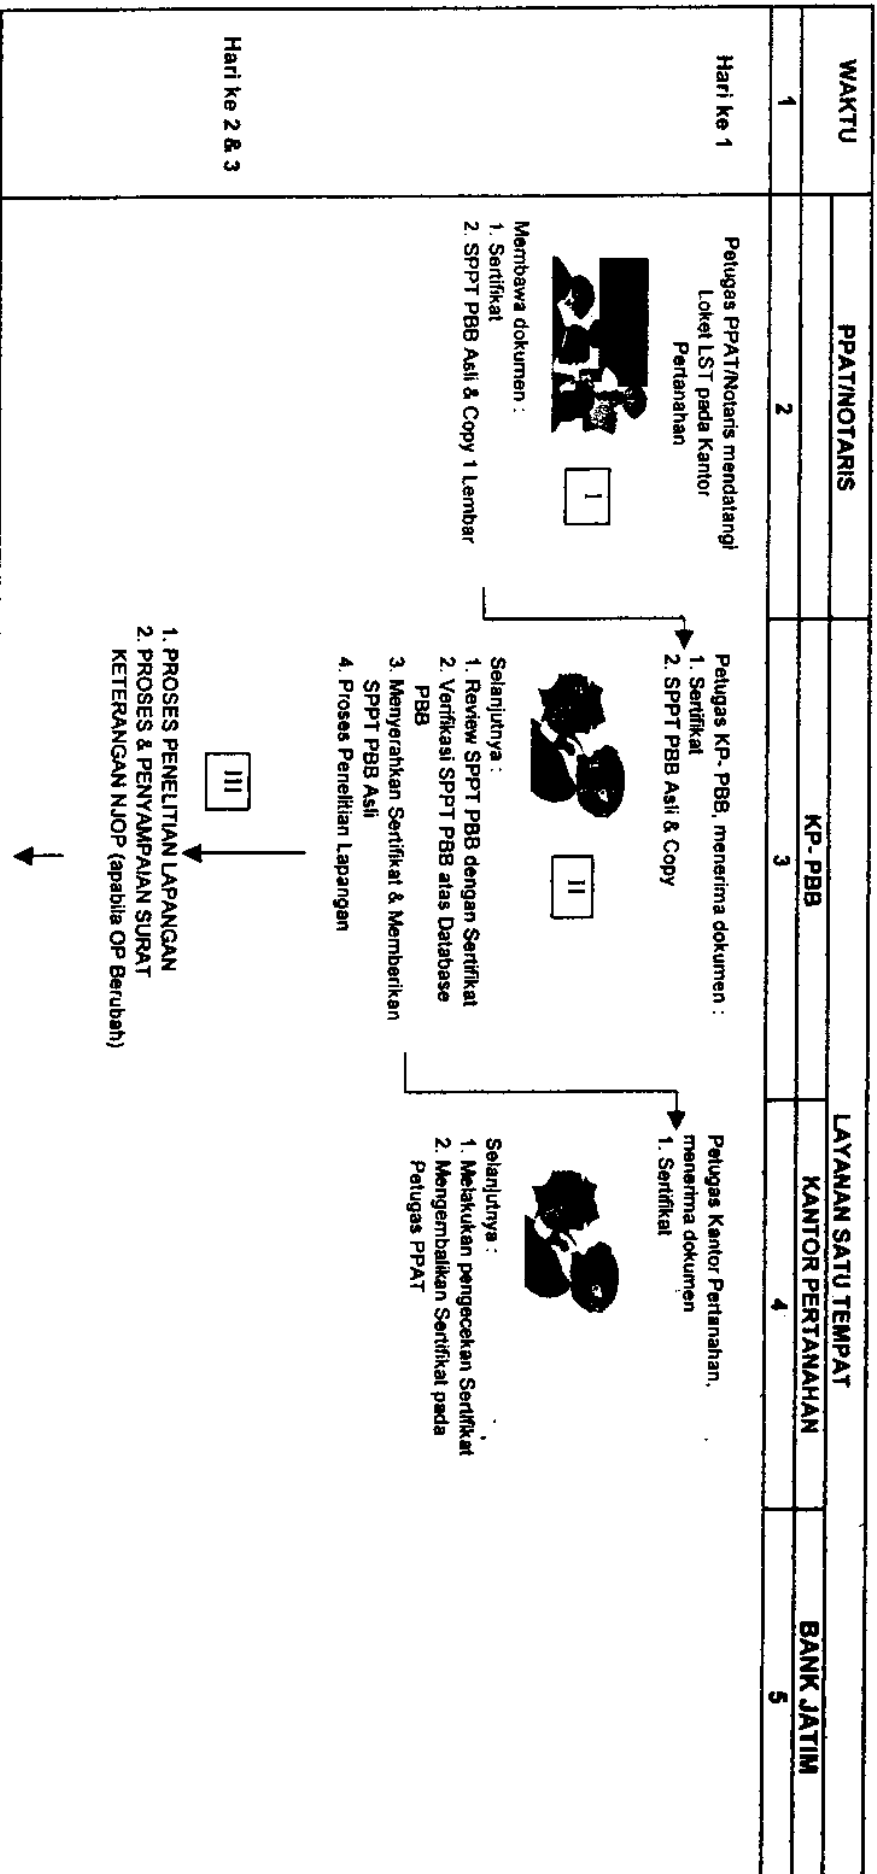 WAKTU
PPAT/NOTARIS
LAYANAN SATU TEMPAT
KP- PBB
KANTOR PERTANAHAN
BANK JATIM
1
2
3
4
5
Hari ke 1
Petugas PPAT/Notaris mendatangi
Loket LST pada Kantor
Pertanahan
I
Membawa dokumen :
1. Sertifikat
2. SPPT PBB Asli & Copy 1 Lembar
Petugas KP- PBB, menerima dokumen :
1. Sertifikat
2. SPPT PBB Asli & Copy
II
Selanjutnya :
1. Review SPPT PBB dengan Sertifikat
2. Verifikasi SPPT PBB atas Database
PBB
3. Menyerahkan Sertifikat & Memberikan
SPPT PBB Asli
4. Proses Penelitian Lapangan
Petugas Kantor Pertanahan,
menerima dokumen
1. Sertifikat
Selanjutnya :
1. Melakukan pengecekan Sertifikat
2. Mengembalikan Sertifikat pada
Petugas PPAT
Hari ke 2 & 3
III
1. PROSES PENELITIAN LAPANGAN
2. PROSES & PENYAMPAIAN SURAT
KETERANGAN NJOP (apabila OP Berubah)